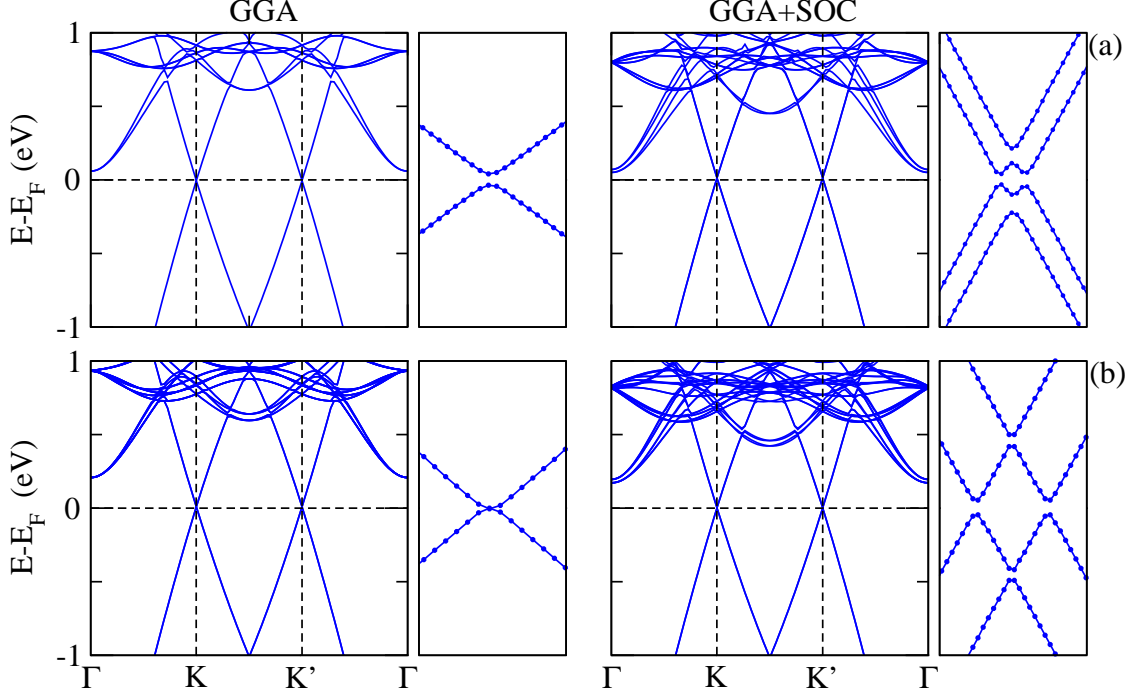 GGA GGA+SOC
1 (a)
E-E_F (eV)
0
-1
1 (b)
E-E_F (eV)
0
-1
Γ K K’ Γ Γ K K’ Γ